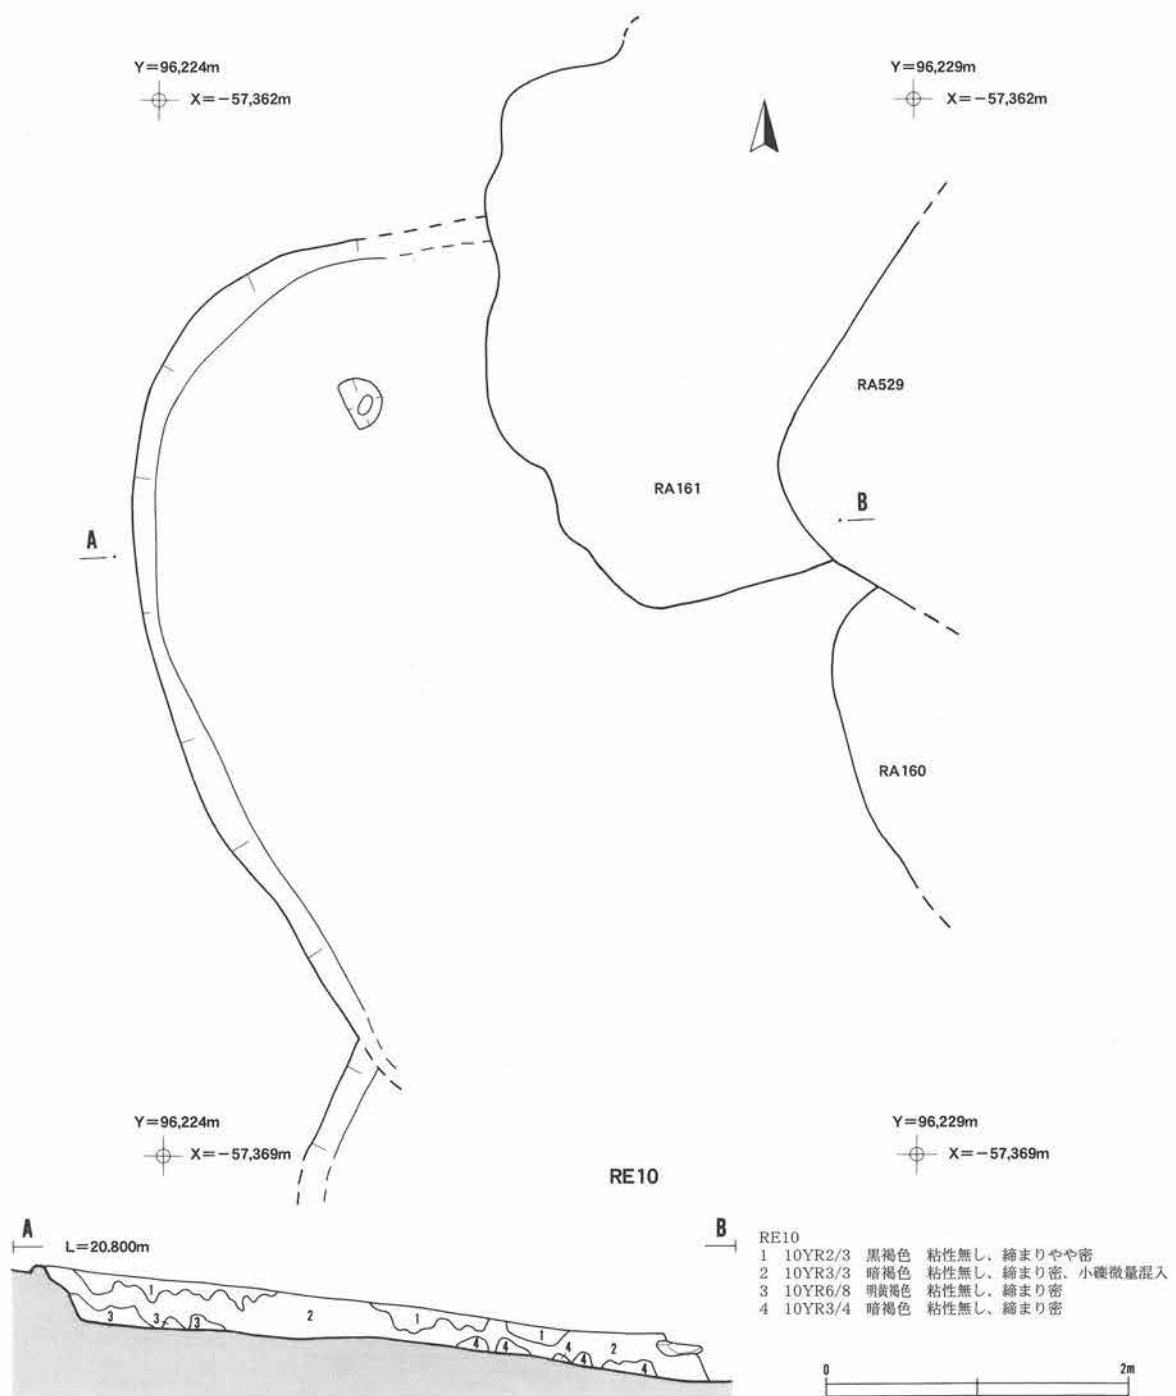 Y=96,224m
X=-57,362m
Y=96,229m
X=-57,362m
RA529
RA161
B
A
RA160
Y=96,224m
X=-57,369m
Y=96,229m
X=-57,369m
RE10
A
L=20.800m
B
1
2
1
1
2
3
3
3
4
4
4
4
4
4
RE10
1 10YR2/3 黒褐色 粘性無し、締まりやや密
2 10YR3/3 暗褐色 粘性無し、締まり密、小礫微量混入
3 10YR6/8 明黄褐色 粘性無し、締まり密
4 10YR3/4 暗褐色 粘性無し、締まり密
0
2m